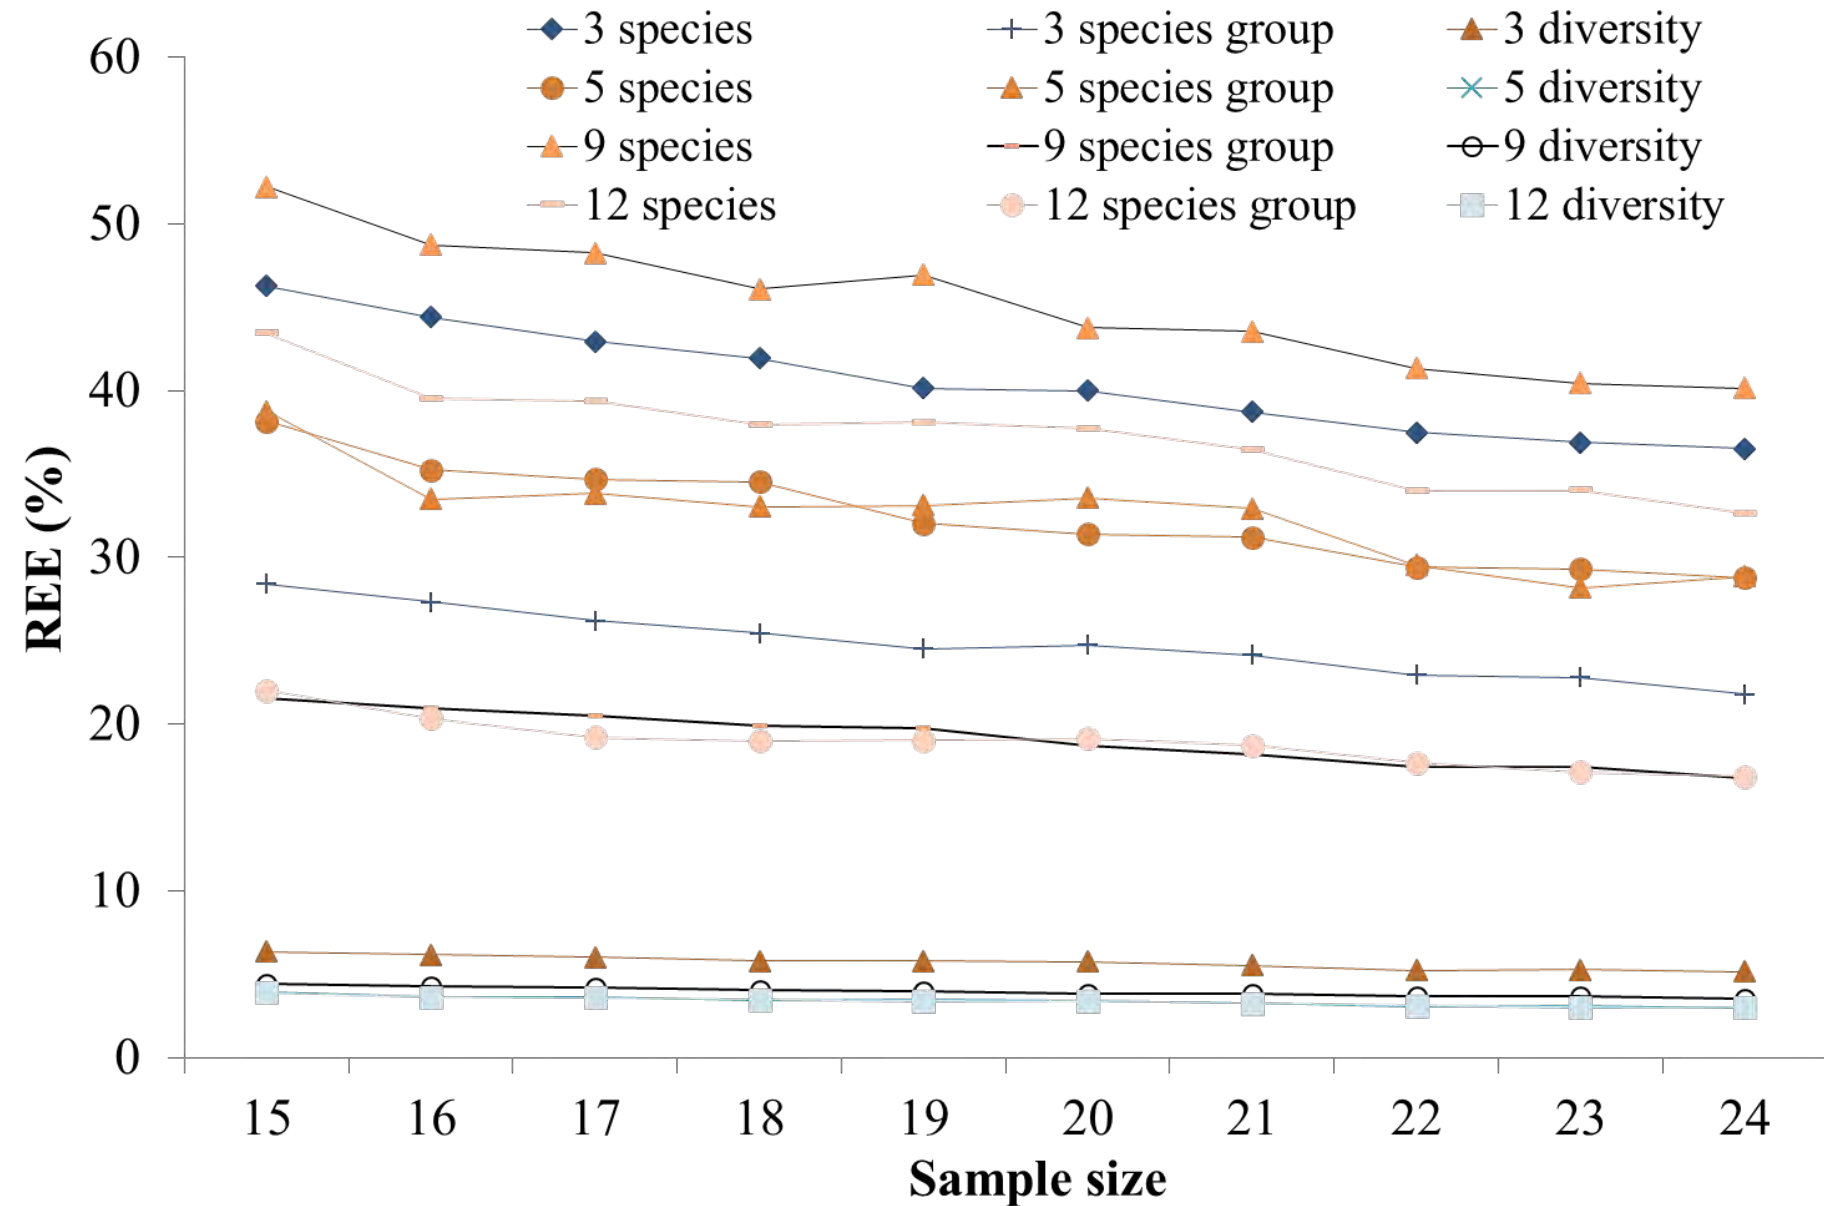 3 species 3 species group 3 diversity
5 species 5 species group 5 diversity
9 species 9 species group 9 diversity
12 species 12 species group 12 diversity
60
50
40
30
20
10
0
REE (%)
15 16 17 18 19 20 21 22 23 24
Sample size